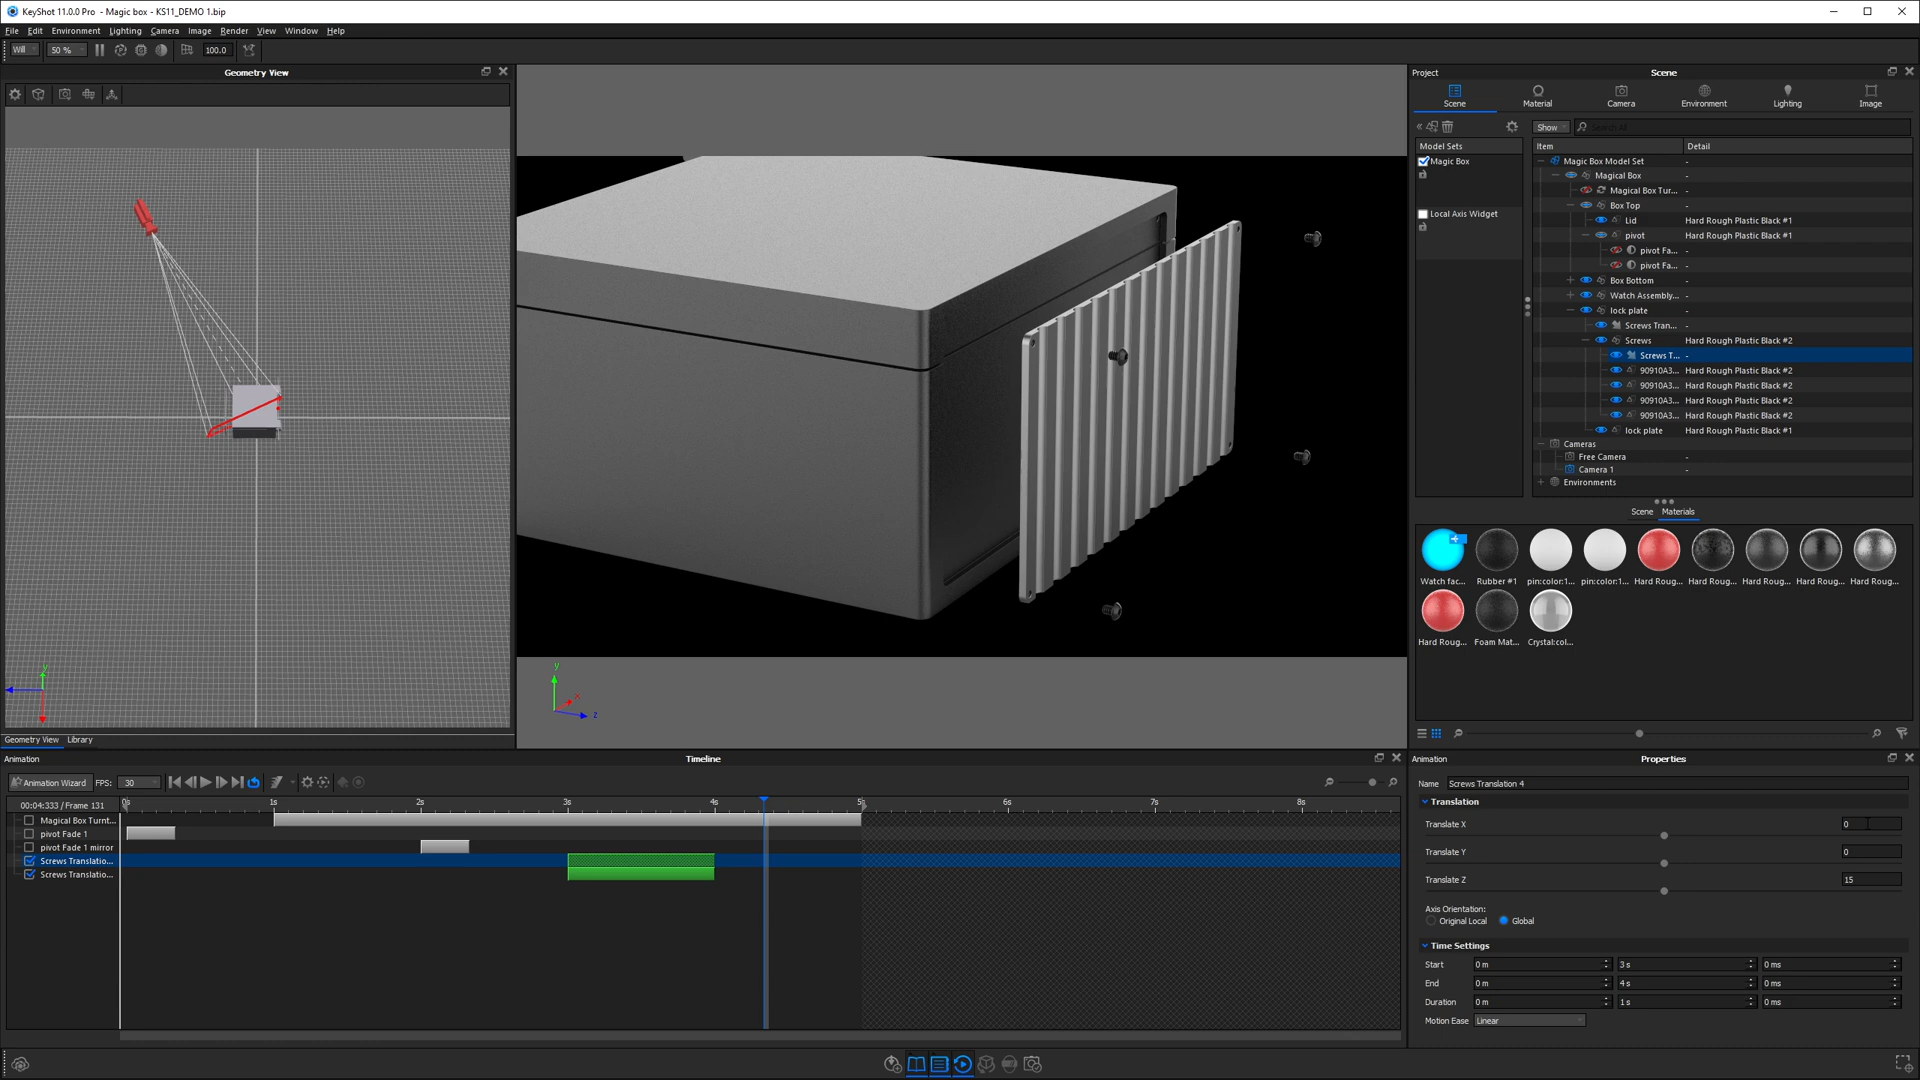 KeyShot 11.0.0 Pro - Magic box - KS11_DEMO 1.bip
File Edit Environment Lighting Camera Image Render View Window Help
Will 50 % 100.0
Geometry View
y
Geometry View Library
y
x
z
Project Scene
Scene Material Camera Environment Lighting Image
Show
Model Sets
Magic Box
Local Axis Widget
Item Detail
Magic Box Model Set -
Magical Box -
Magical Box Tur... -
Box Top -
Lid Hard Rough Plastic Black #1
pivot Hard Rough Plastic Black #1
pivot Fa... -
pivot Fa... -
Box Bottom -
Watch Assembly... -
lock plate -
Screws Tran... -
Screws Hard Rough Plastic Black #2
Screws T... -
90910A3... Hard Rough Plastic Black #2
90910A3... Hard Rough Plastic Black #2
90910A3... Hard Rough Plastic Black #2
90910A3... Hard Rough Plastic Black #2
lock plate Hard Rough Plastic Black #1
Cameras
Free Camera -
Camera 1 -
Environments
Scene Materials
Watch fac... Rubber #1 pin:color:1... pin:color:1... Hard Roug... Hard Roug... Hard Roug... Hard Roug... Hard Roug...
Hard Roug... Foam Mat... Crystal:col...
Animation Timeline
Animation Wizard FPS: 30
00:04:333 / Frame 131 0s 1s 2s 3s 4s 5s 6s 7s 8s
Magical Box Turnt...
pivot Fade 1
pivot Fade 1 mirror
Screws Translatio...
Screws Translatio...
Animation Properties
Name Screws Translation 4
Translation
Translate X 0
Translate Y 0
Translate Z 15
Axis Orientation:
Original Local Global
Time Settings
Start 0 m 3 s 0 ms
End 0 m 4 s 0 ms
Duration 0 m 1 s 0 ms
Motion Ease Linear